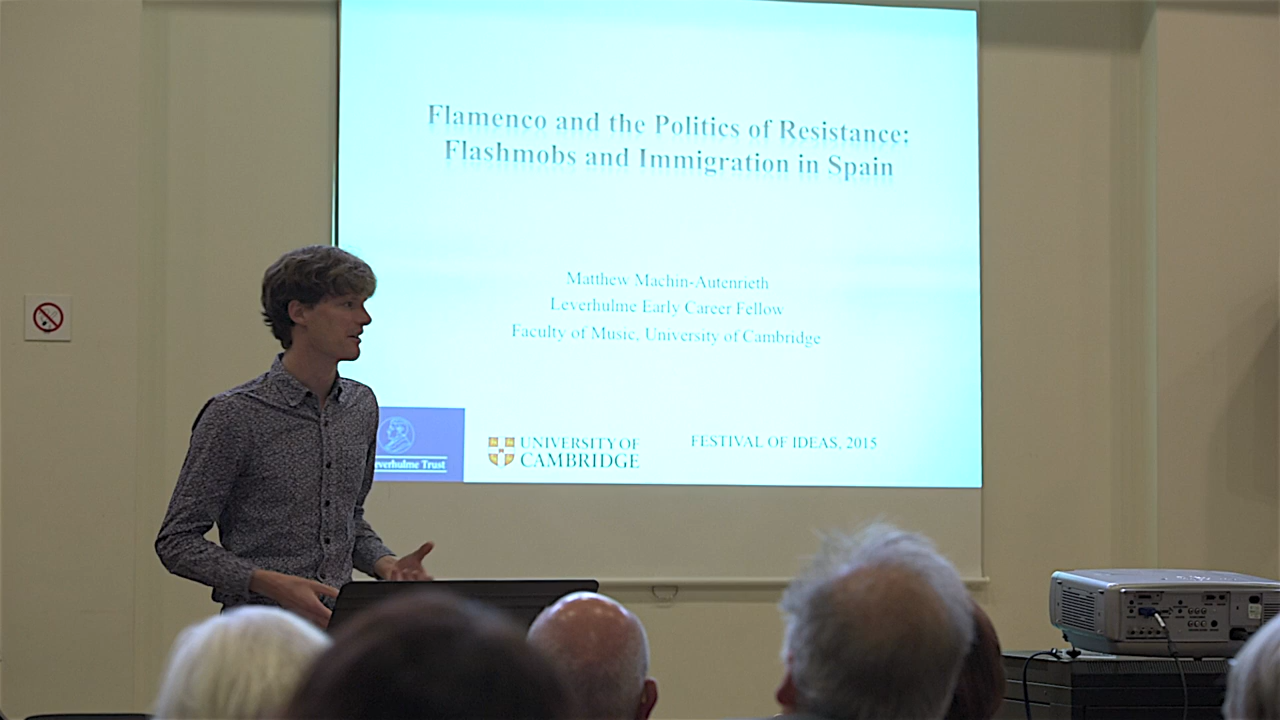 Flamenco and the Politics of Resistance:
Flashmobs and Immigration in Spain
Matthew Machin-Autenrieth
Leverhulme Early Career Fellow
Faculty of Music, University of Cambridge
everhulme Trust
UNIVERSITY OF
CAMBRIDGE
FESTIVAL OF IDEAS, 2015